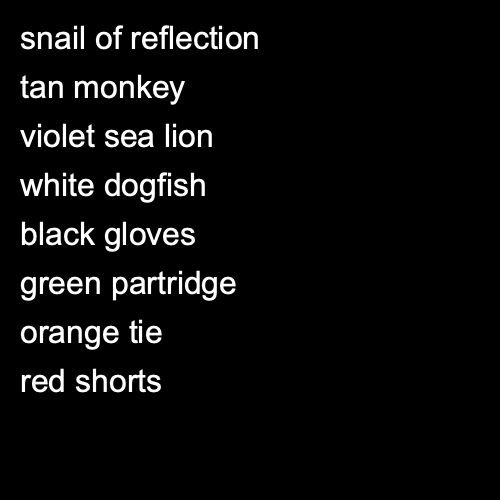 snail of reflection
tan monkey
violet sea lion
white dogfish
black gloves
green partridge
orange tie
red shorts